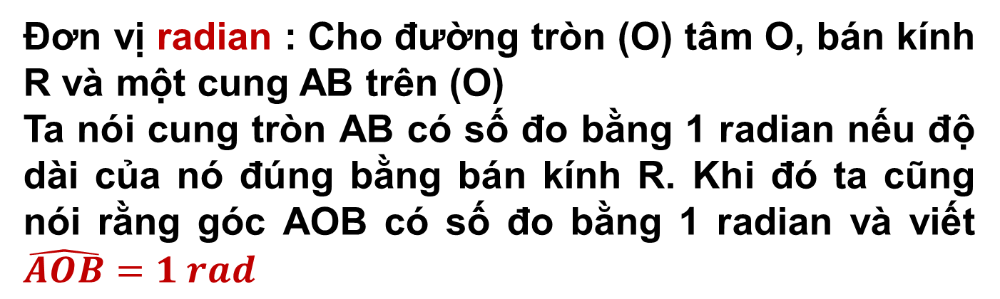 Đơn vị radian : Cho đường tròn (O) tâm O, bán kính
R và một cung AB trên (O)
Ta nói cung tròn AB có số đo bằng 1 radian nếu độ
dài của nó đúng bằng bán kính R. Khi đó ta cũng
nói rằng góc AOB có số đo bằng 1 radian và viết
$\widehat{AOB} = 1\ rad$